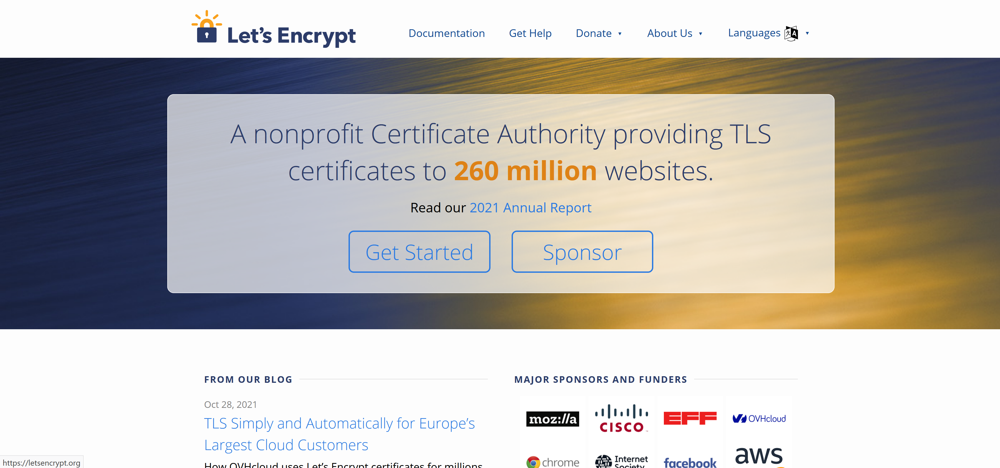 Let's Encrypt
Documentation
Get Help
Donate ▼
About Us ▼
Languages 文A ▼
A nonprofit Certificate Authority providing TLS
certificates to 260 million websites.
Read our 2021 Annual Report
Get Started
Sponsor
FROM OUR BLOG
Oct 28, 2021
TLS Simply and Automatically for Europe’s
Largest Cloud Customers
How OVHcloud uses Let’s Encrypt certificates for millions
MAJOR SPONSORS AND FUNDERS
moz://a
CISCO™
EFF
OVHcloud
chrome
Internet
Society
facebook
aws
https://letsencrypt.org